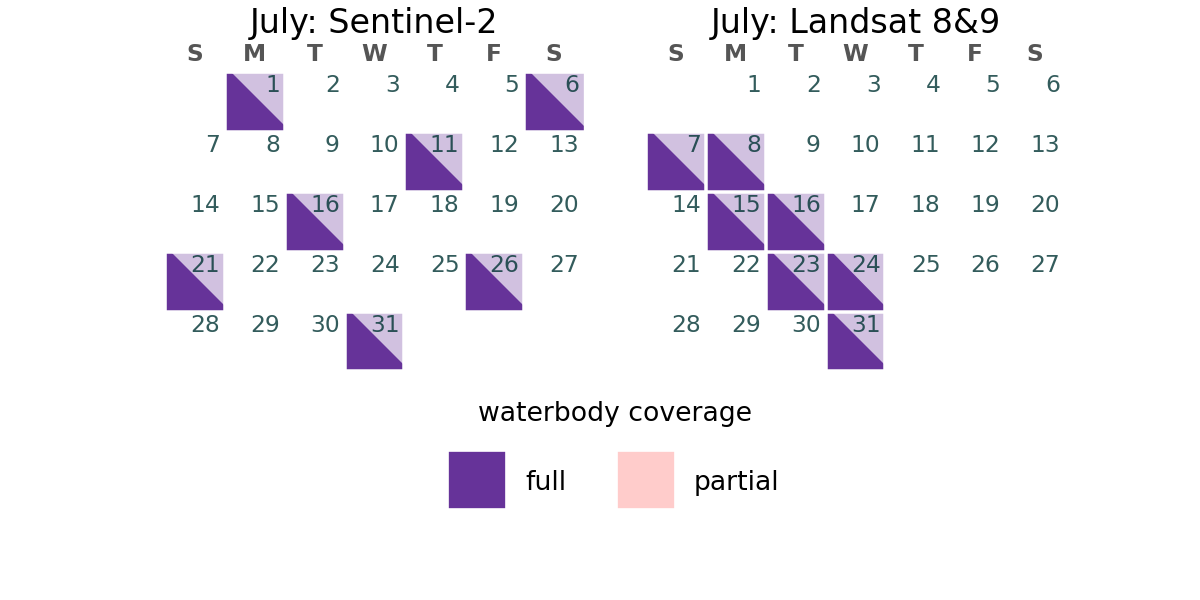 July: Sentinel-2
S M T W T F S
1 2 3 4 5 6
7 8 9 10 11 12 13
14 15 16 17 18 19 20
21 22 23 24 25 26 27
28 29 30 31
July: Landsat 8&9
S M T W T F S
1 2 3 4 5 6
7 8 9 10 11 12 13
14 15 16 17 18 19 20
21 22 23 24 25 26 27
28 29 30 31
waterbody coverage
full partial